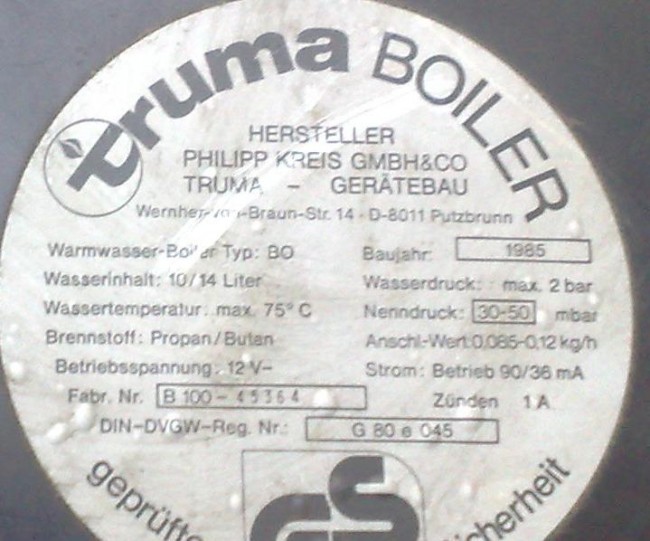 truma BOILER
HERSTELLER
PHILIPP KREIS GMBH&CO
TRUMA - GERÄTEBAU
Wernher-von-Braun-Str. 14 - D-8011 Putzbrunn
Warmwasser-Boiler Typ: BO Baujahr: 1985
Wasserinhalt: 10/14 Liter Wasserdruck: max. 2 bar
Wassertemperatur: max. 75° C Nenndruck: 30-50 mbar
Brennstoff: Propan/Butan Anschl.-Wert: 0,085-0,12 kg/h
Betriebsspannung: 12 V- Strom: Betrieb 90/36 mA
Fabr. Nr. B 100 - 45364 Zünden 1 A
DIN-DVGW-Reg. Nr.: G 80 e 045
geprüfte Sicherheit
GS